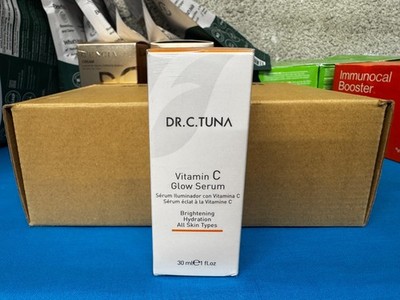 DR.C.TUNA
Vitamin C
Glow Serum
Sérum Iluminador con Vitamina C
Sérum éclat à la Vitamine C
Brightening
Hydration
All Skin Types
30 ml ℮ 1 fl.oz
Immunocal
Booster